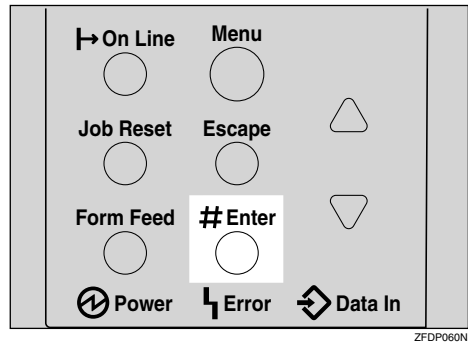 On Line Menu
Job Reset Escape
Form Feed # Enter
Power Error Data In
ZFDP060N